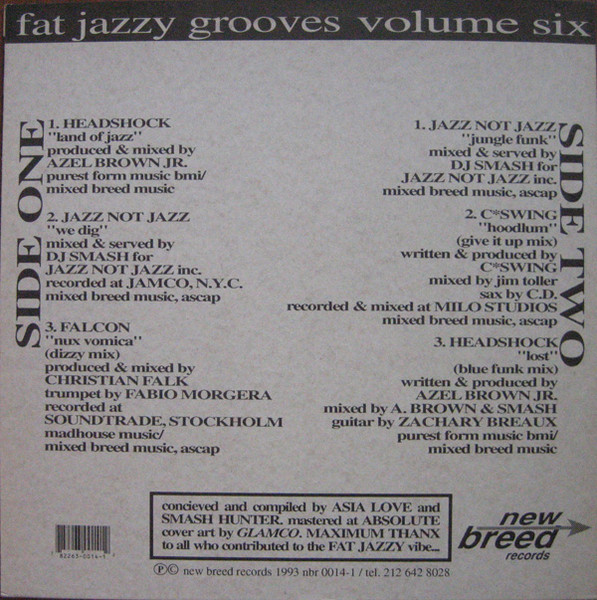 fat jazzy grooves volume six
SIDE ONE
1. HEADSHOCK
"land of jazz"
produced & mixed by
AZEL BROWN JR.
purest form music bmi/
mixed breed music
2. JAZZ NOT JAZZ
"we dig"
mixed & served by
DJ SMASH for
JAZZ NOT JAZZ inc.
recorded at JAMCO, N.Y.C.
mixed breed music, ascap
3. FALCON
"nux vomica"
(dizzy mix)
produced & mixed by
CHRISTIAN FALK
trumpet by FABIO MORGERA
recorded at
SOUNDTRADE, STOCKHOLM
madhouse music/
mixed breed music, ascap
SIDE TWO
1. JAZZ NOT JAZZ
"jungle funk"
mixed & served by
DJ SMASH for
JAZZ NOT JAZZ inc.
mixed breed music, ascap
2. C*SWING
"hoodlum"
(give it up mix)
written & produced by
C*SWING
mixed by jim toller
sax by C.D.
recorded & mixed at MILO STUDIOS
mixed breed music, ascap
3. HEADSHOCK
"lost"
(blue funk mix)
written & produced by
AZEL BROWN JR.
mixed by A. BROWN & SMASH
guitar by ZACHARY BREAUX
purest form music bmi/
mixed breed music
concieved and compiled by ASIA LOVE and
SMASH HUNTER. mastered at ABSOLUTE
cover art by GLAMCO. MAXIMUM THANX
to all who contributed to the FAT JAZZY vibe...
new
breed
records
7 82263-0014-1
℗© new breed records 1993 nbr 0014-1 / tel. 212 642 8028